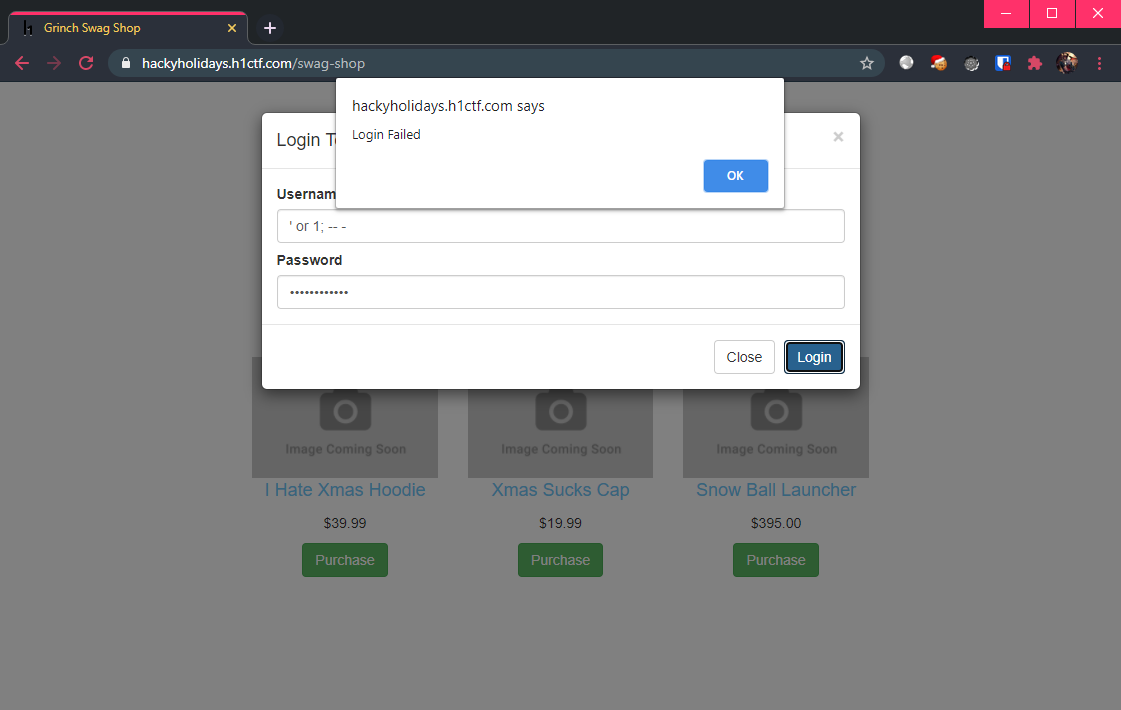 Grinch Swag Shop
hackyholidays.h1ctf.com/swag-shop
hackyholidays.h1ctf.com says
Login Failed
OK
Login T
×
Usernam
' or 1; -- -
Password
••••••••••••
Close
Login
Image Coming Soon
Image Coming Soon
Image Coming Soon
I Hate Xmas Hoodie
Xmas Sucks Cap
Snow Ball Launcher
$39.99
$19.99
$395.00
Purchase
Purchase
Purchase